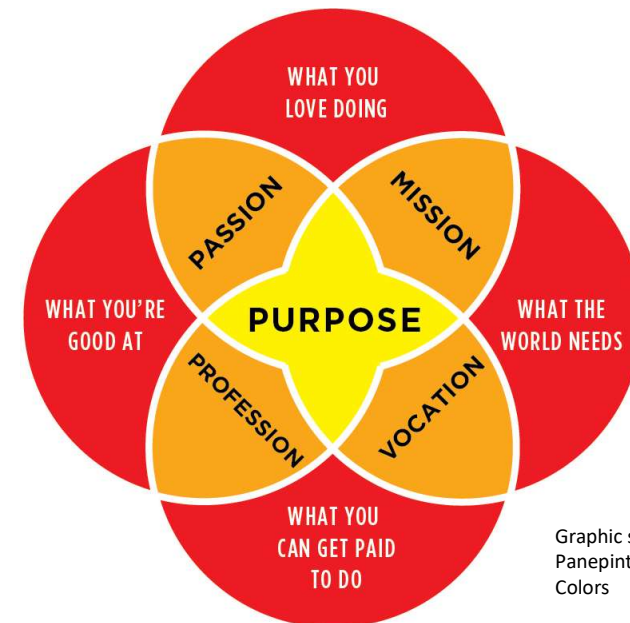 WHAT YOU
LOVE DOING
PASSION
MISSION
WHAT YOU'RE
GOOD AT
PURPOSE
WHAT THE
WORLD NEEDS
PROFESSION
VOCATION
WHAT YOU
CAN GET PAID
TO DO
Graphic
Panepint
Colors